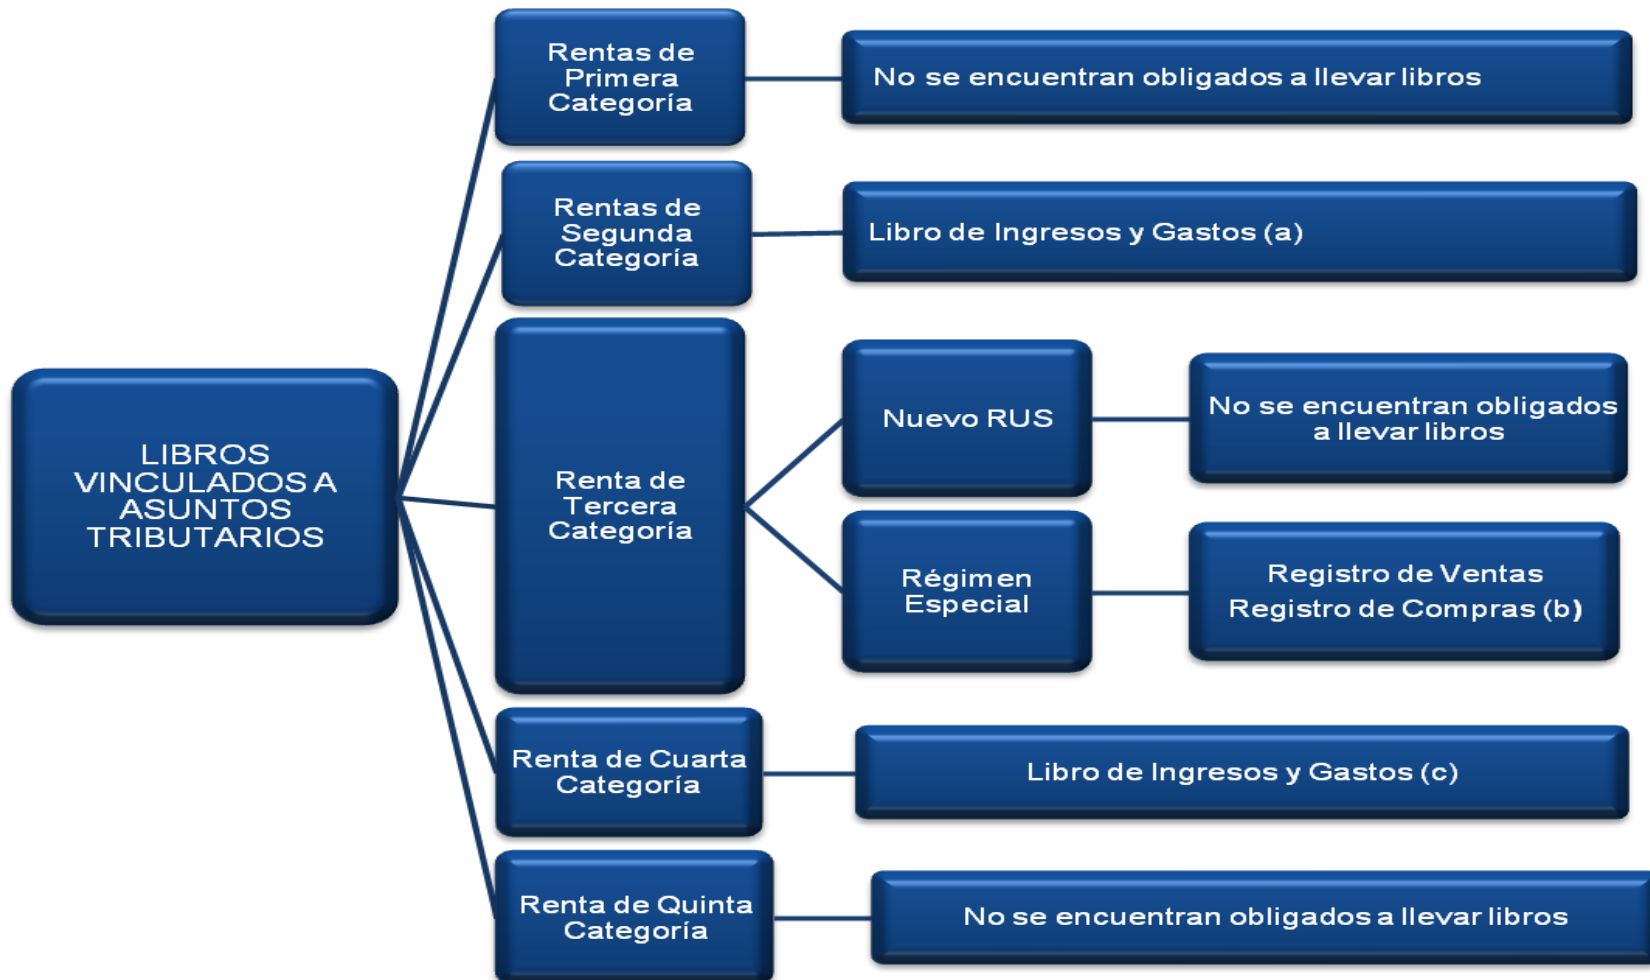 LIBROS
VINCULADOS A
ASUNTOS
TRIBUTARIOS
Rentas de
Primera
Categoría
No se encuentran obligados a llevar libros
Rentas de
Segunda
Categoría
Libro de Ingresos y Gastos (a)
Renta de
Tercera
Categoría
Nuevo RUS
No se encuentran obligados
a llevar libros
Régimen
Especial
Registro de Ventas
Registro de Compras (b)
Renta de Cuarta
Categoría
Libro de Ingresos y Gastos (c)
Renta de Quinta
Categoría
No se encuentran obligados a llevar libros